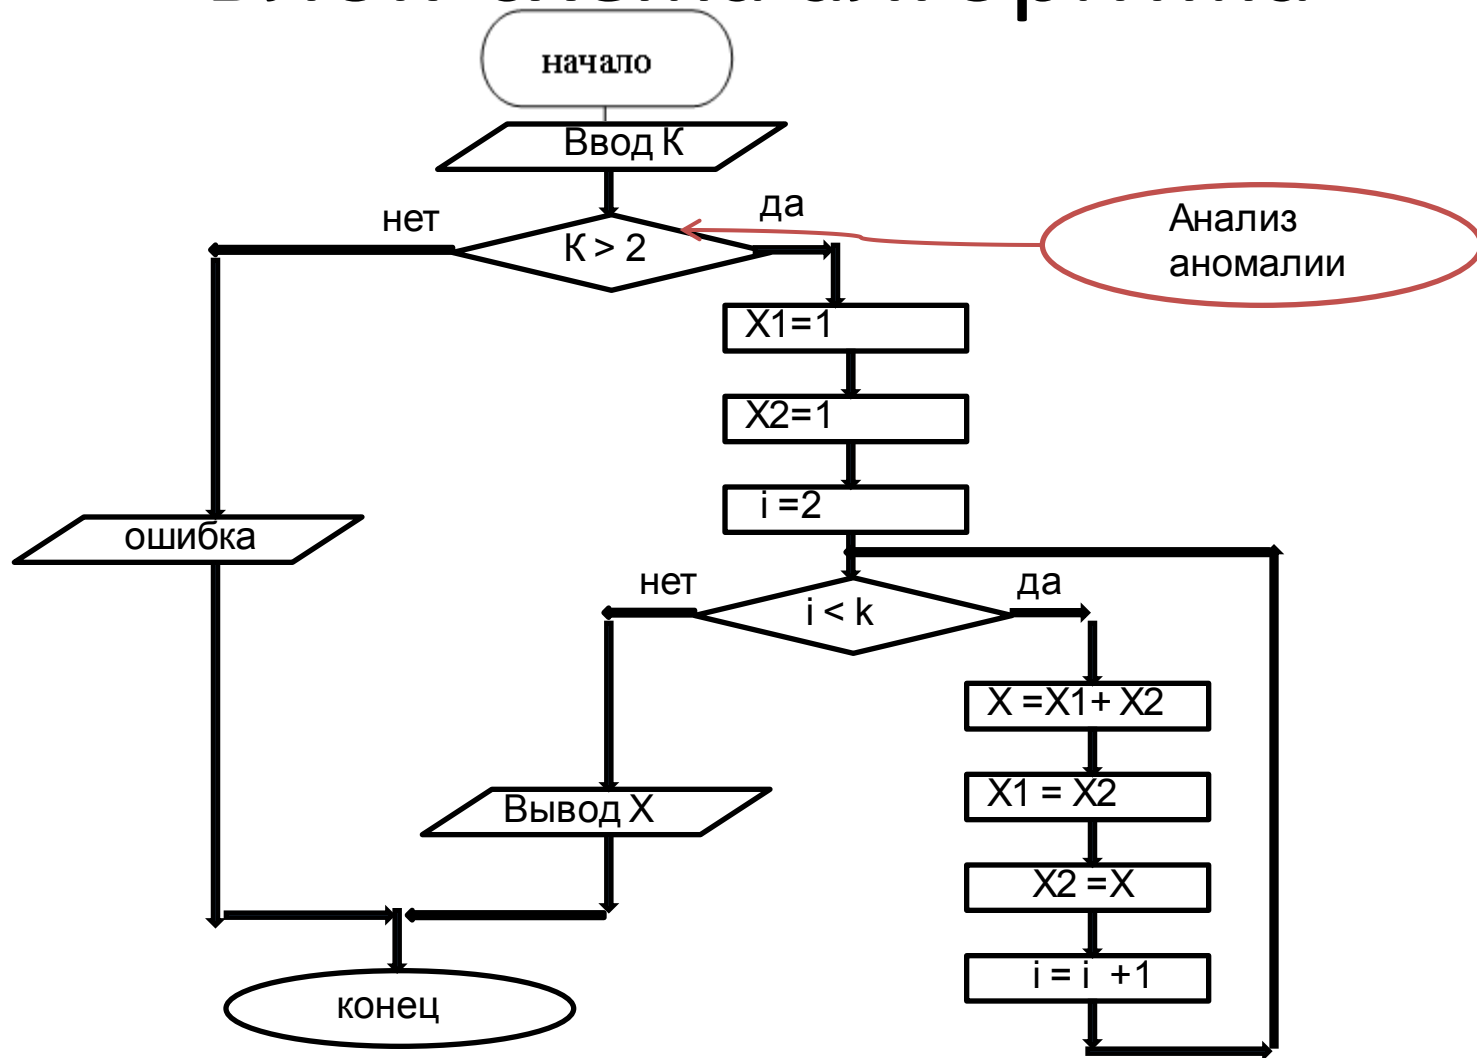 начало
Ввод К
нет
да
К > 2
Анализ
аномалии
X1=1
X2=1
i =2
ошибка
нет
да
i < k
X =X1+ X2
X1 = X2
Вывод X
X2 =X
i = i +1
конец